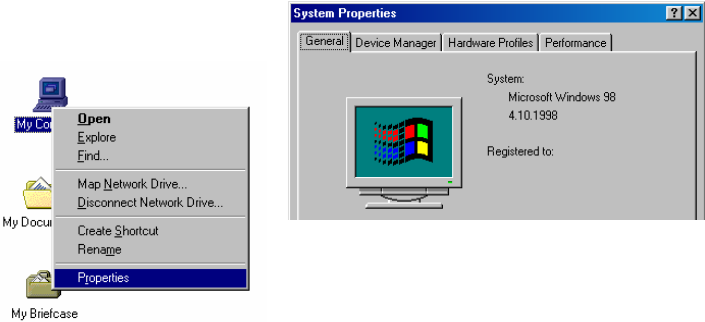 My Co
Open
Explore
Find...
Map Network Drive...
Disconnect Network Drive...
My Docu
Create Shortcut
Rename
Properties
My Briefcase
System Properties
General
Device Manager
Hardware Profiles
Performance
System:
Microsoft Windows 98
4.10.1998
Registered to: